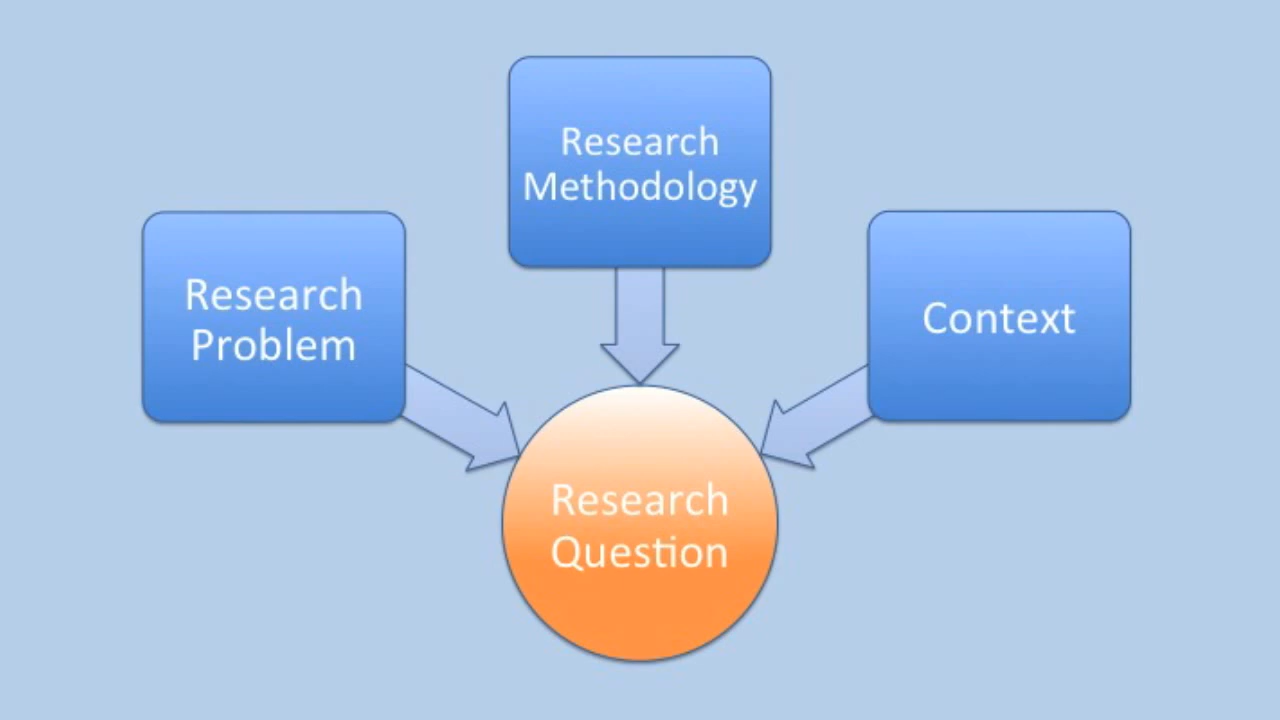 Research
Methodology
Research
Problem
Context
Research
Question